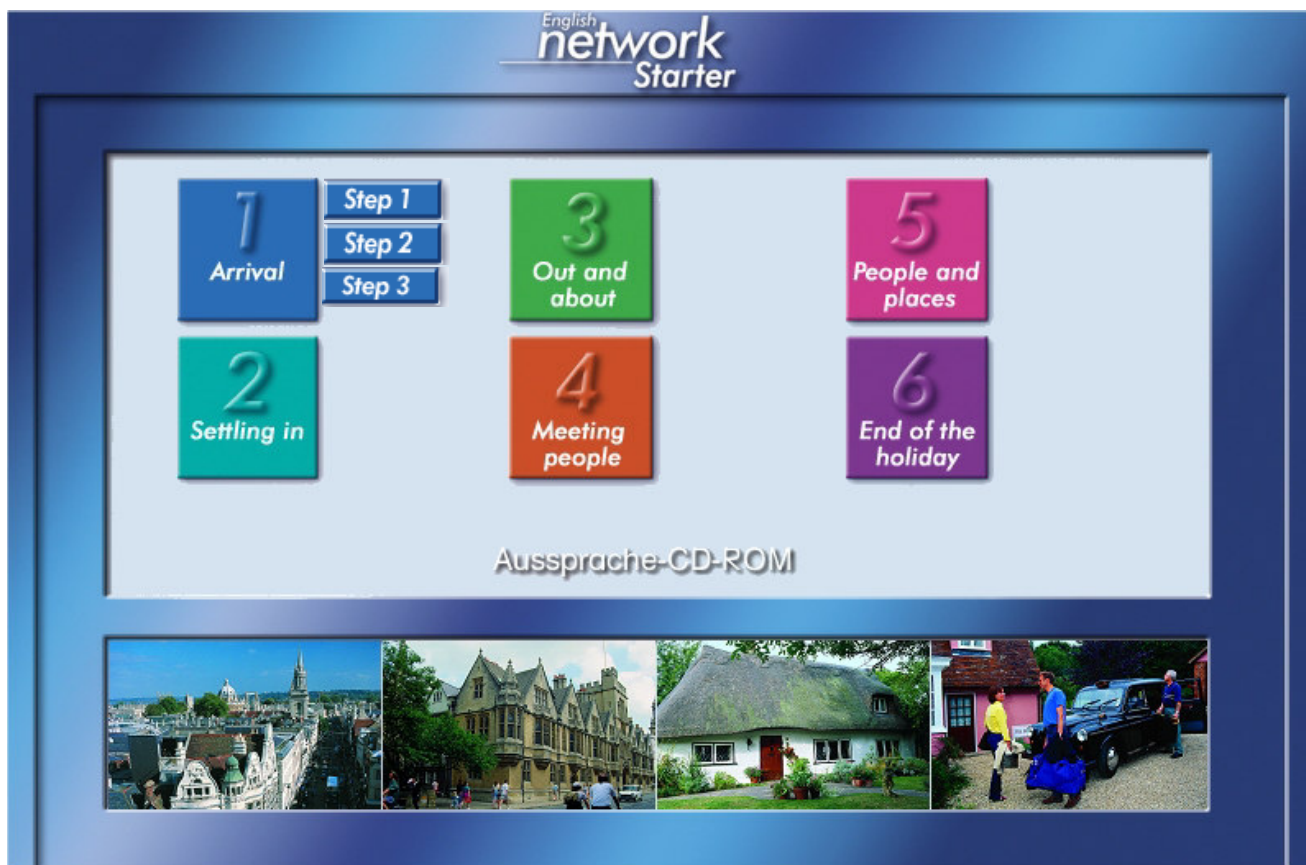 English
network
Starter
1
Arrival
Step 1
Step 2
Step 3
2
Settling in
3
Out and
about
4
Meeting
people
5
People and
places
6
End of the
holiday
Aussprache-CD-ROM